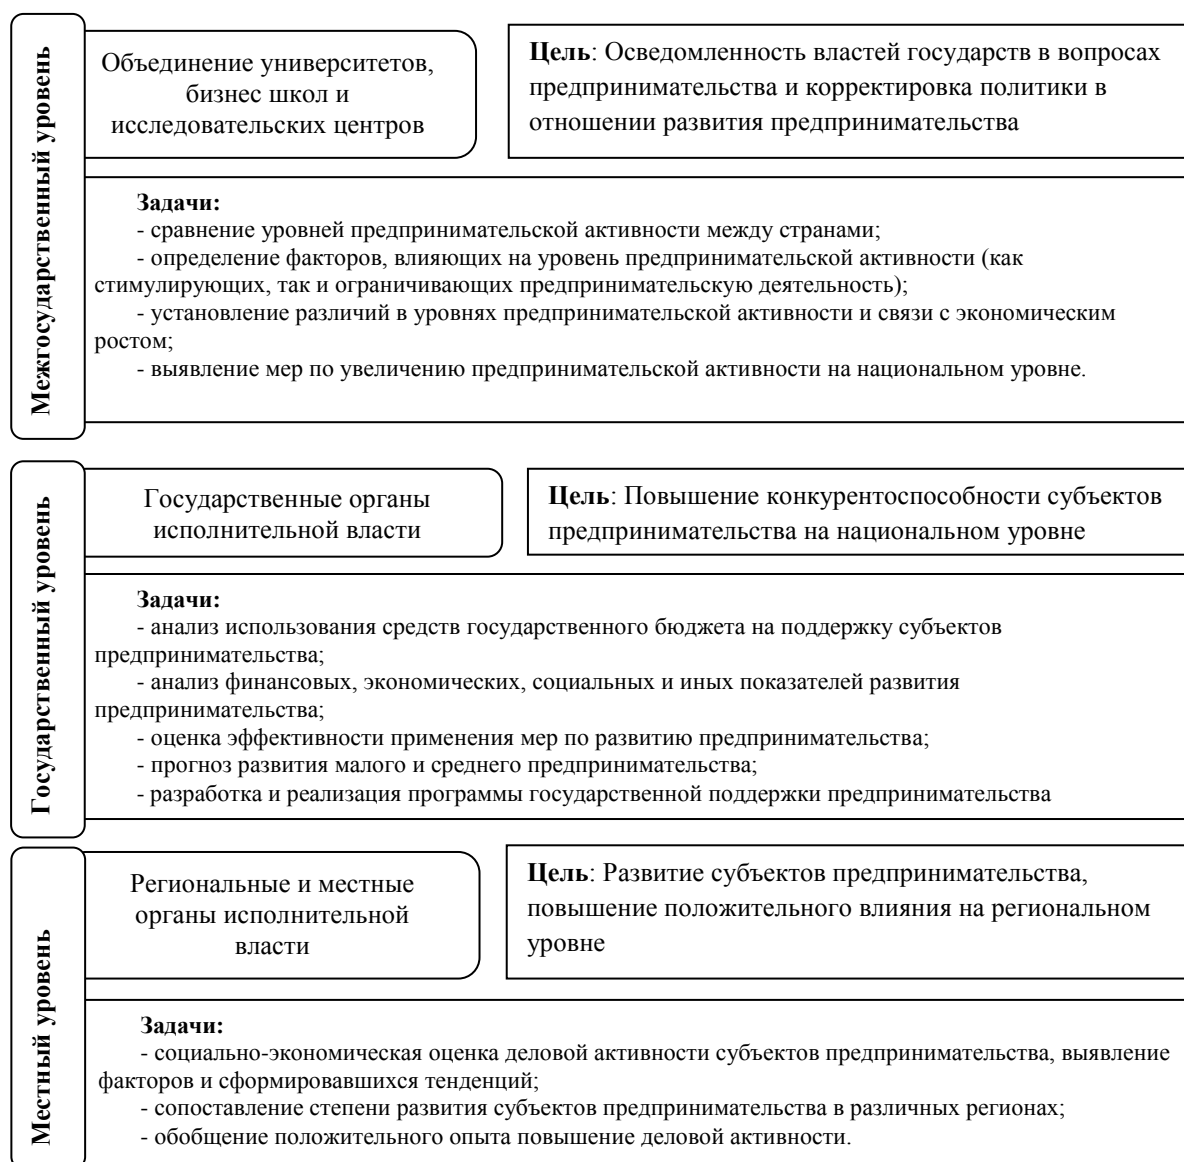 Межгосударственный уровень
Объединение университетов,
бизнес школ и
исследовательских центров
Цель: Осведомленность властей государств в вопросах
предпринимательства и корректировка политики в
отношении развития предпринимательства
Задачи:
- сравнение уровней предпринимательской активности между странами;
- определение факторов, влияющих на уровень предпринимательской активности (как
стимулирующих, так и ограничивающих предпринимательскую деятельность);
- установление различий в уровнях предпринимательской активности и связи с экономическим
ростом;
- выявление мер по увеличению предпринимательской активности на национальном уровне.
Государственный уровень
Государственные органы
исполнительной власти
Цель: Повышение конкурентоспособности субъектов
предпринимательства на национальном уровне
Задачи:
- анализ использования средств государственного бюджета на поддержку субъектов
предпринимательства;
- анализ финансовых, экономических, социальных и иных показателей развития
предпринимательства;
- оценка эффективности применения мер по развитию предпринимательства;
- прогноз развития малого и среднего предпринимательства;
- разработка и реализация программы государственной поддержки предпринимательства
Местный уровень
Региональные и местные
органы исполнительной
власти
Цель: Развитие субъектов предпринимательства,
повышение положительного влияния на региональном
уровне
Задачи:
- социально-экономическая оценка деловой активности субъектов предпринимательства, выявление
факторов и сформировавшихся тенденций;
- сопоставление степени развития субъектов предпринимательства в различных регионах;
- обобщение положительного опыта повышение деловой активности.